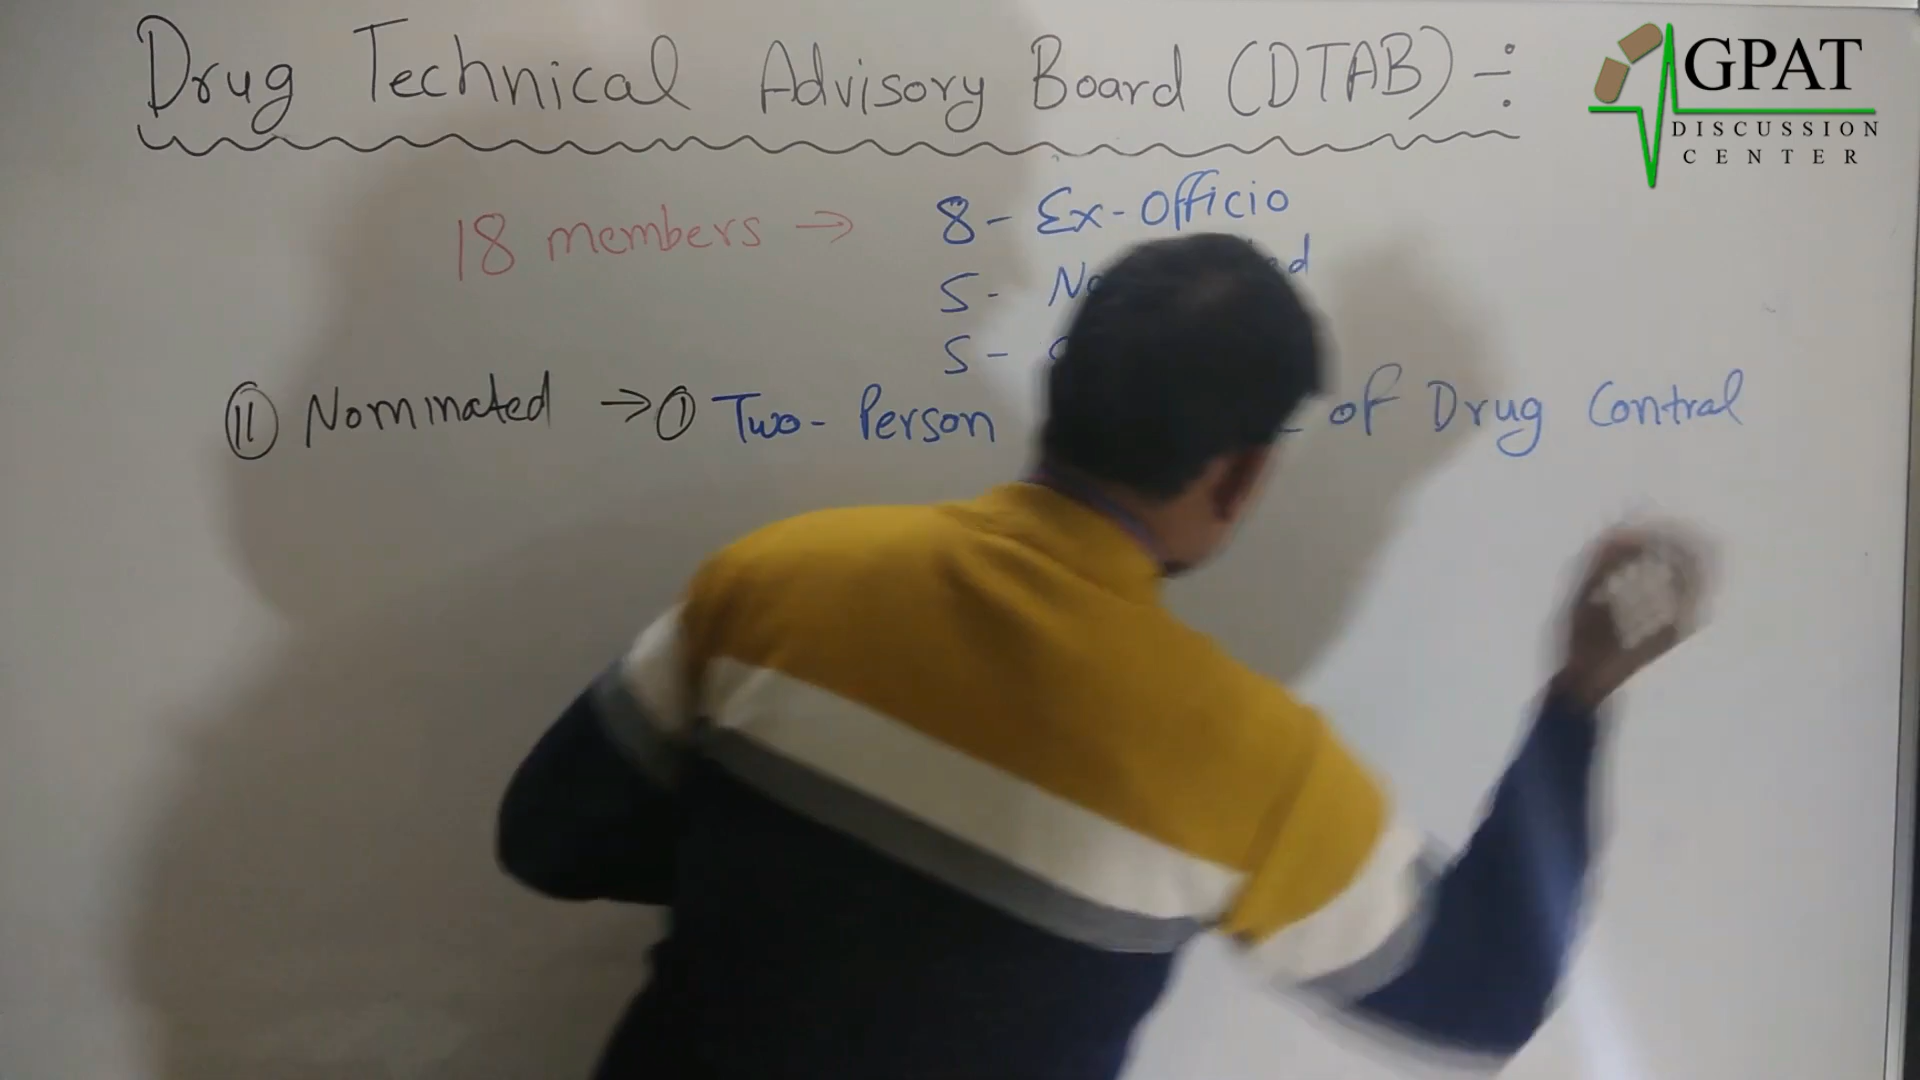 Drug Technical Advisory Board (DTAB) ÷
GPAT
DISCUSSION
CENTER
18 members → 8 - Ex-Officio
5 -
5 -
II Nominated → 1 Two-Person of Drug Control